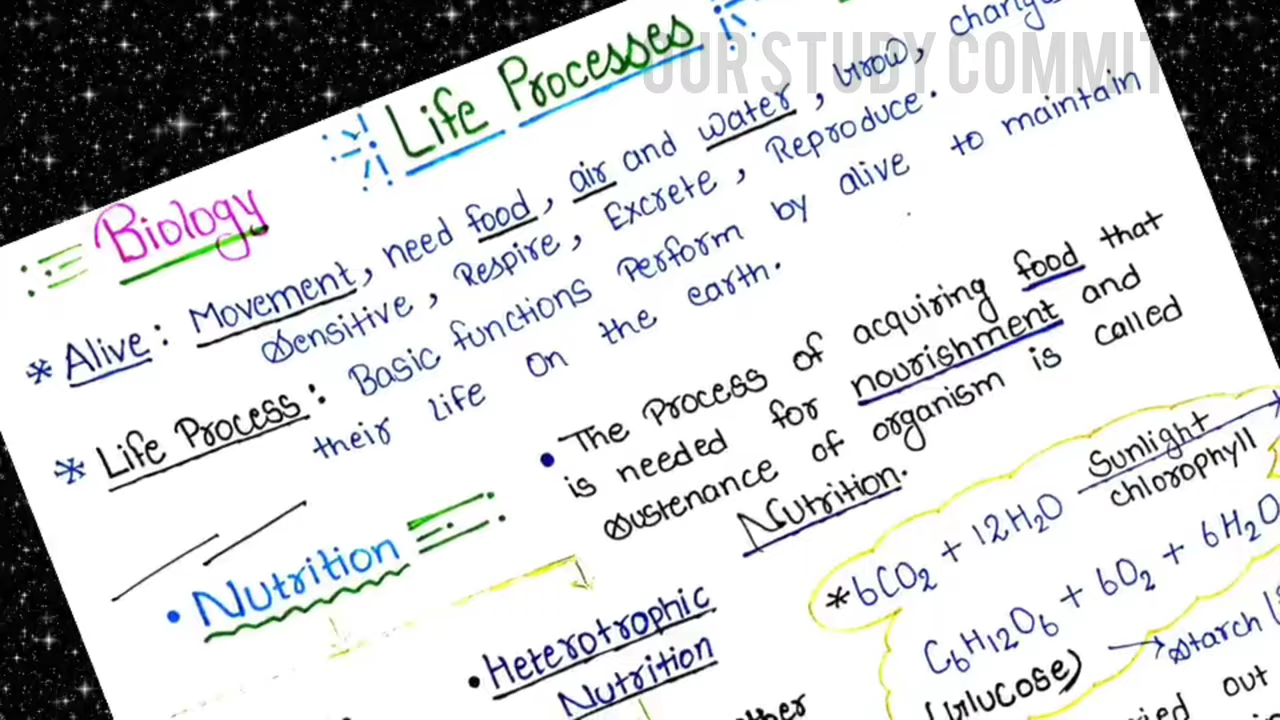 Life Processes
OUR STUDY COMMIT
Biology
* Alive: Movement, need food, air and water, Grow, chang
Sensitive, Respire, Excrete, Reproduce.
* Life Process: Basic functions Perform by alive to maintain
their life on the earth.
• The Process of acquiring food that
is needed for nourishment and
sustenance of organism is called
Nutrition.
• Nutrition
* 6CO2 + 12H2O Sunlight
chlorophyll
C6H12O6 + 6O2 + 6H2O
(Glucose) → Starch (
• Heterotrophic
Nutrition
other
ried out